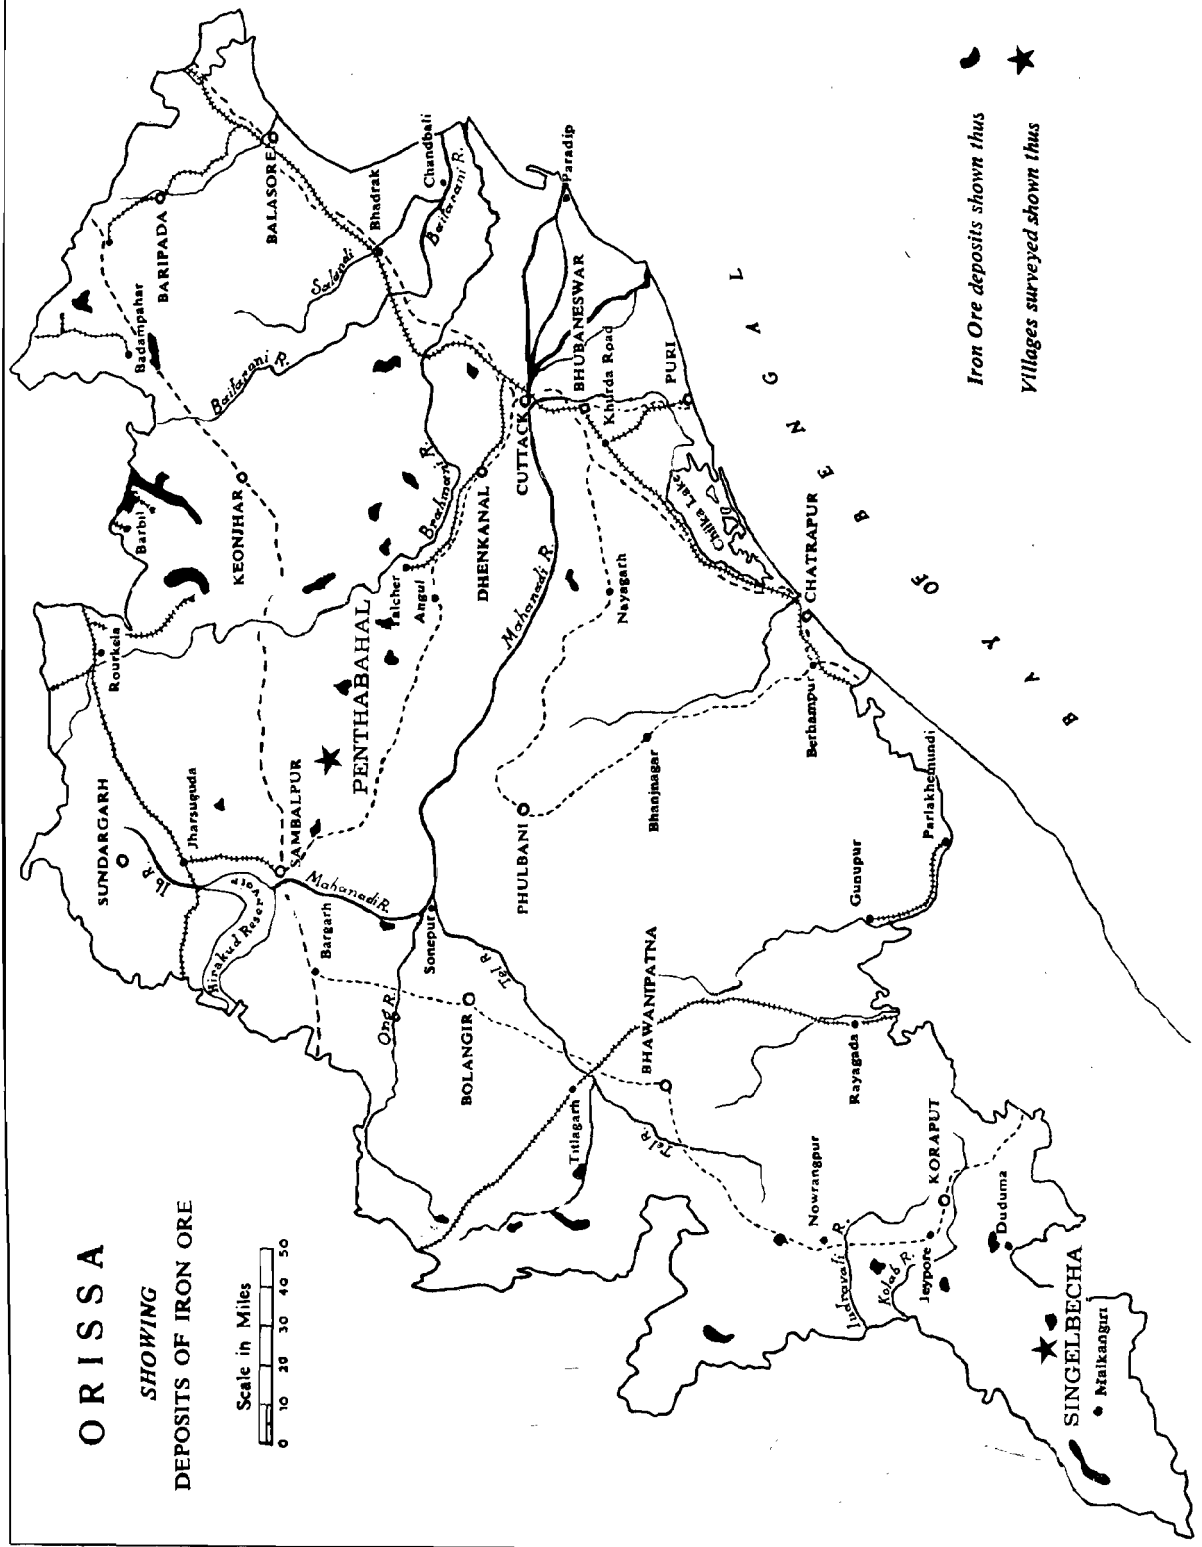 ORISSA
SHOWING
DEPOSITS OF IRON ORE
Scale in Miles
0 10 20 30 40 50
Iron Ore deposits shown thus
Villages surveyed shown thus
SUNDARGARH
Ib R.
Jharsuguda
Rourkela
Hirakud Reservoir
SAMBALPUR
Bargarh
Mahanadi R.
PENTHABAHAL
KEONJHAR
Barbil
Badampahar
BARIPADA
BALASORE
Baitarani R.
Salandi
Bhadrak
Chandbali
Baitarani R.
Talcher
Angul
Brahmani R.
DHENKANAL
CUTTACK
Paradip
BHUBANESWAR
Khurda Road
PURI
Chilka Lake
Mahanadi R.
Nayagarh
Sonepur
Ong R.
Tel R.
BOLANGIR
PHULBANI
Bhanjnagar
CHATRAPUR
Berhampur
Parlakhemundi
Gunupur
BHAWANIPATNA
Titlagarh
Tel R.
Rayagada
Nowrangpur
Indravati R.
Kolab R.
Jeypore
KORAPUT
Duduma
SINGELBECHA
Malkangiri
BAY OF BENGAL